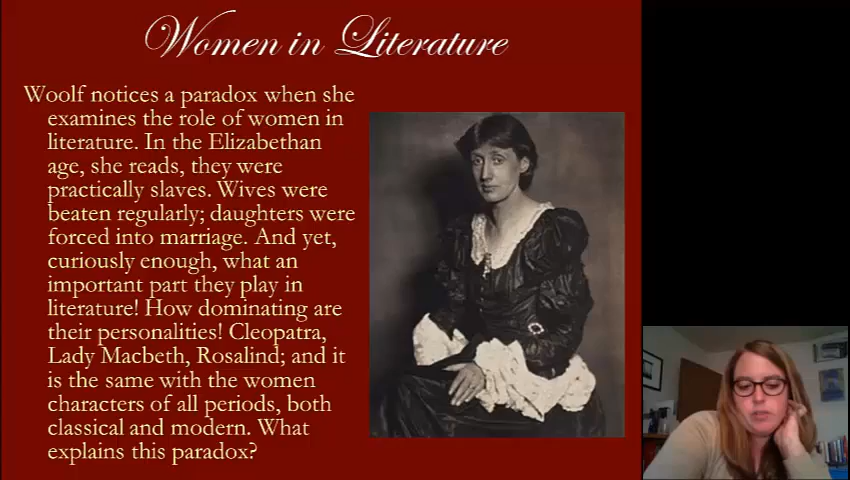 Women in Literature
Woolf notices a paradox when she
examines the role of women in
literature. In the Elizabethan
age, she reads, they were
practically slaves. Wives were
beaten regularly; daughters were
forced into marriage. And yet,
curiously enough, what an
important part they play in
literature! How dominating are
their personalities! Cleopatra,
Lady Macbeth, Rosalind; and it
is the same with the women
characters of all periods, both
classical and modern. What
explains this paradox?